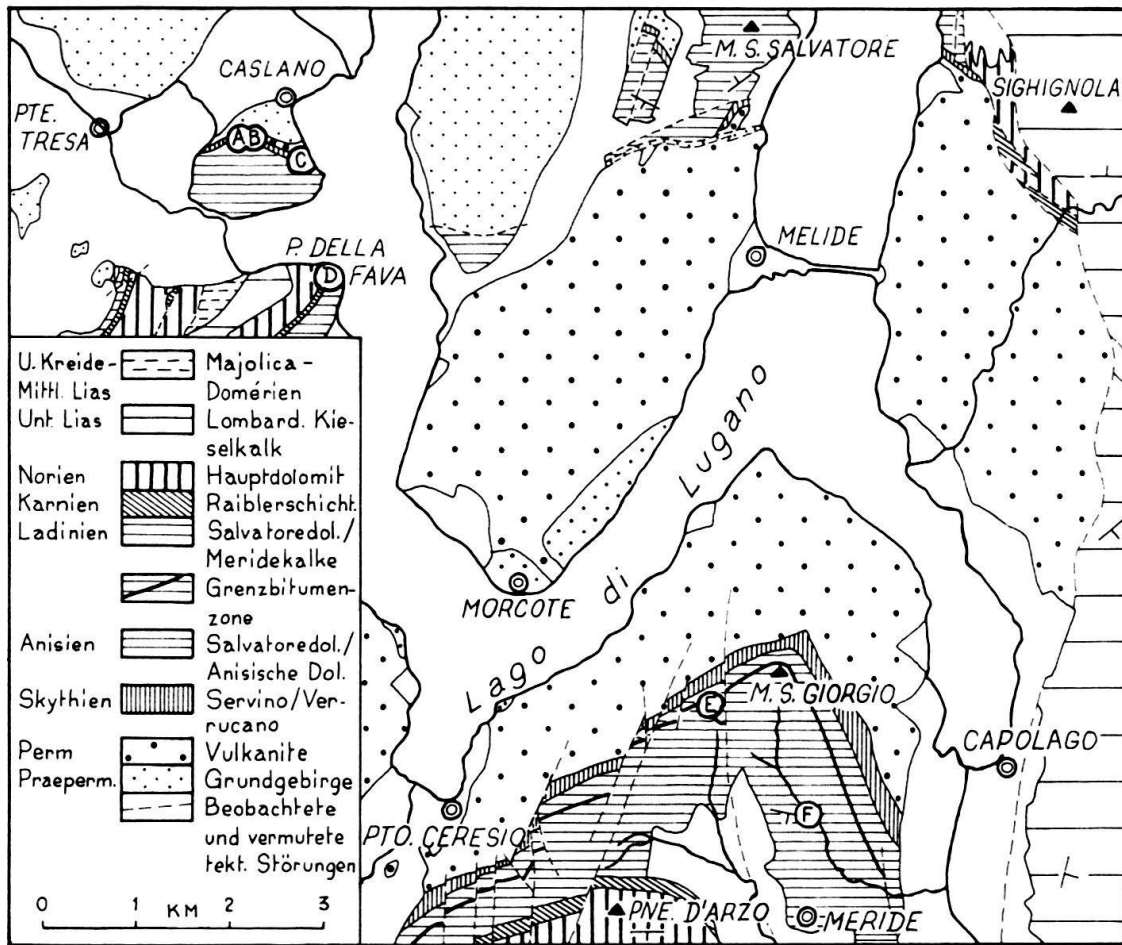 M. S. SALVATORE
CASLANO
SIGHIGNOLA
PTE.
TRESA
A B
C
MELIDE
P. DELLA
FAVA
D
U. Kreide- Majolica-
Mittl. Lias Domérien
Unt. Lias Lombard. Kie-
selkalk
Norien Hauptdolomit
Karnien Raiblerschicht.
Ladinien Salvatoredol./
Meridekalke
Grenzbitumen-
zone
Anisien Salvatoredol./
Anisische Dol.
Skythien Servino/Ver-
rucano
Perm Vulkanite
Praeperm. Grundgebirge
Beobachtete
und vermutete
tekt. Störungen
0 1 KM 2 3
Lago di Lugano
MORCOTE
M. S. GIORGIO
E
CAPOLAGO
PTO. CERESIO
F
PNE. D'ARZO
MERIDE